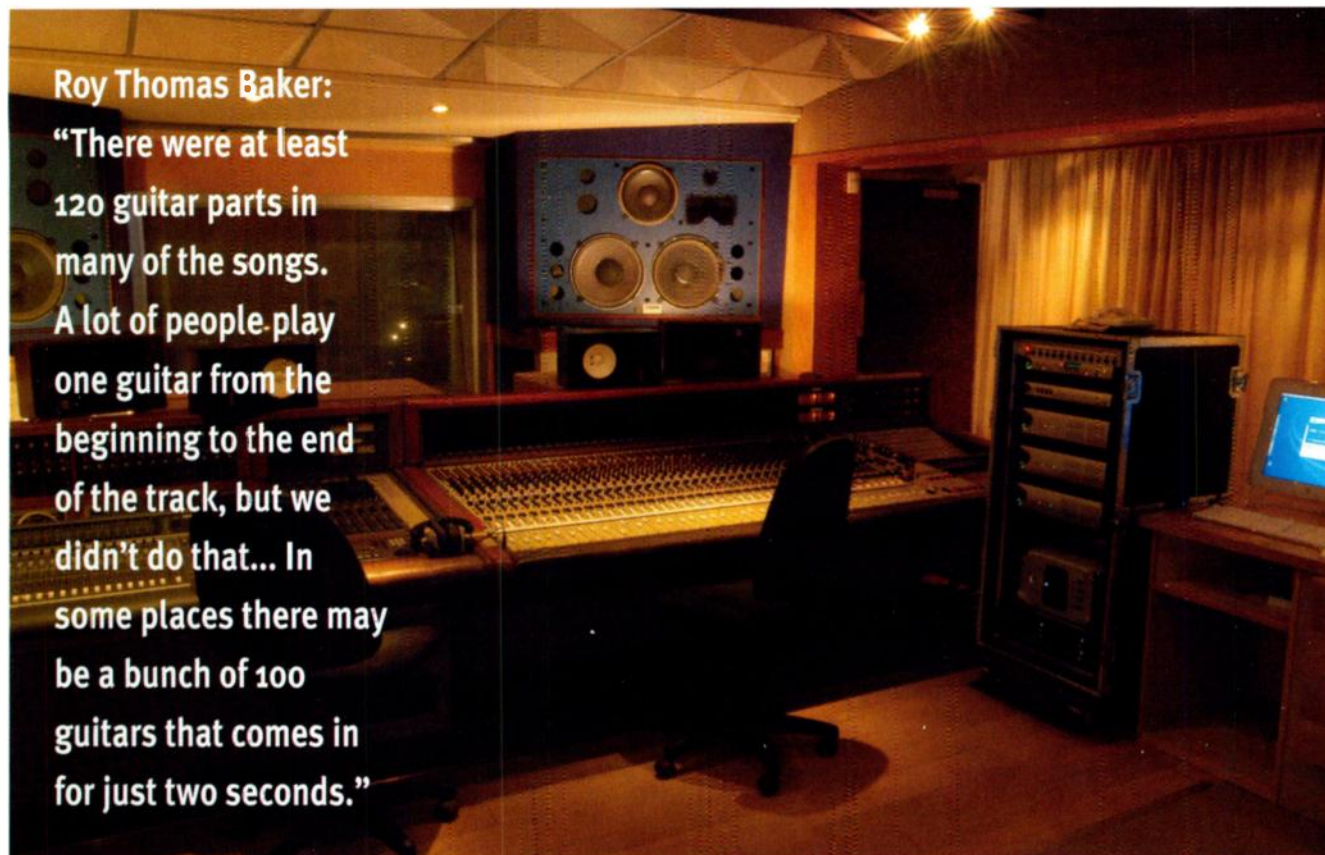 Roy Thomas Baker:
“There were at least
120 guitar parts in
many of the songs.
A lot of people play
one guitar from the
beginning to the end
of the track, but we
didn’t do that... In
some places there may
be a bunch of 100
guitars that comes in
for just two seconds.”